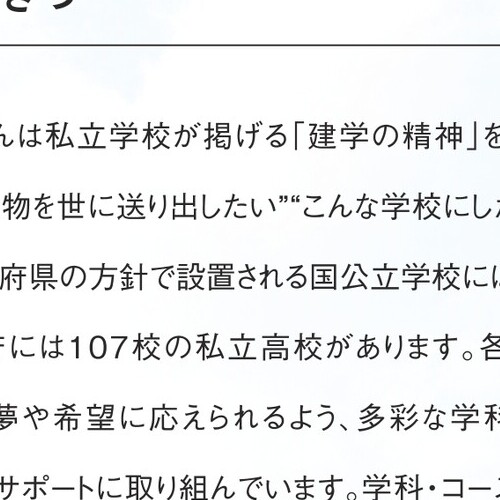 んは私立学校が掲げる「建学の精神」を
物を世に送り出したい”“こんな学校にし
府県の方針で設置される国公立学校には
には107校の私立高校があります。各
夢や希望に応えられるよう、多彩な学科
サポートに取り組んでいます。学科・コース